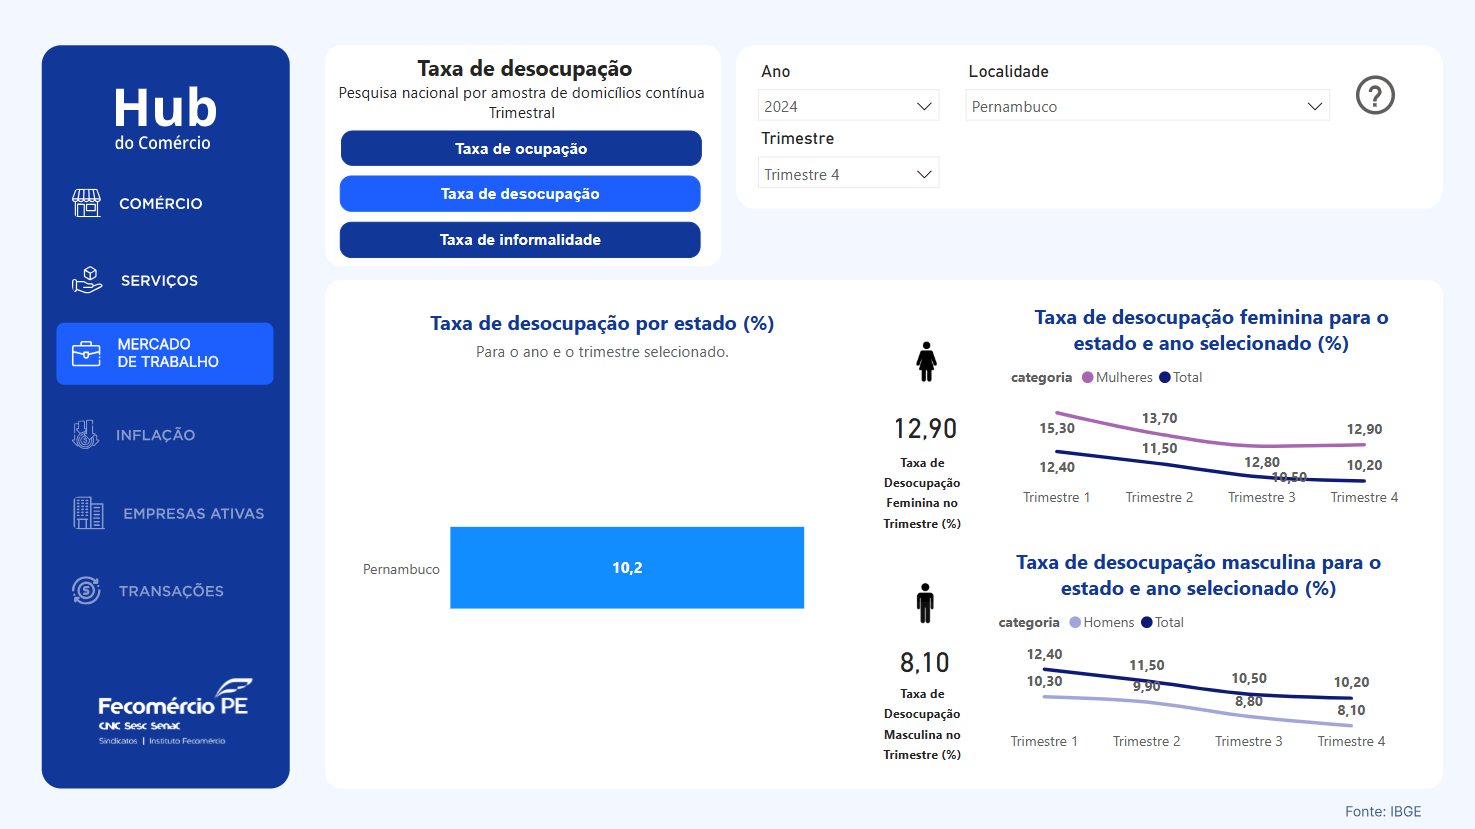 Hub
do Comércio
COMÉRCIO
SERVIÇOS
MERCADO
DE TRABALHO
INFLAÇÃO
EMPRESAS ATIVAS
TRANSAÇÕES
Fecomércio PE
CNC Sesc Senac
Sindicatos | Instituto Fecomércio
Taxa de desocupação
Pesquisa nacional por amostra de domicílios contínua
Trimestral
Taxa de ocupação
Taxa de desocupação
Taxa de informalidade
Ano
2024
Localidade
Pernambuco
Trimestre
Trimestre 4
?
Taxa de desocupação por estado (%)
Para o ano e o trimestre selecionado.
Pernambuco
10,2
12,90
Taxa de
Desocupação
Feminina no
Trimestre (%)
8,10
Taxa de
Desocupação
Masculina no
Trimestre (%)
Taxa de desocupação feminina para o
estado e ano selecionado (%)
categoria Mulheres Total
15,30 13,70 12,80 12,90
12,40 11,50 10,50 10,20
Trimestre 1 Trimestre 2 Trimestre 3 Trimestre 4
Taxa de desocupação masculina para o
estado e ano selecionado (%)
categoria Homens Total
12,40 11,50 10,50 10,20
10,30 9,90 8,80 8,10
Trimestre 1 Trimestre 2 Trimestre 3 Trimestre 4
Fonte: IBGE